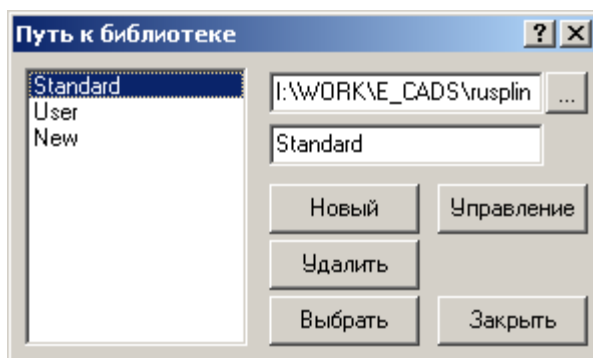 Путь к библиотеке
Standard
User
New
I:\WORK\E_CADS\rusplin
...
Standard
Новый
Управление
Удалить
Выбрать
Закрыть